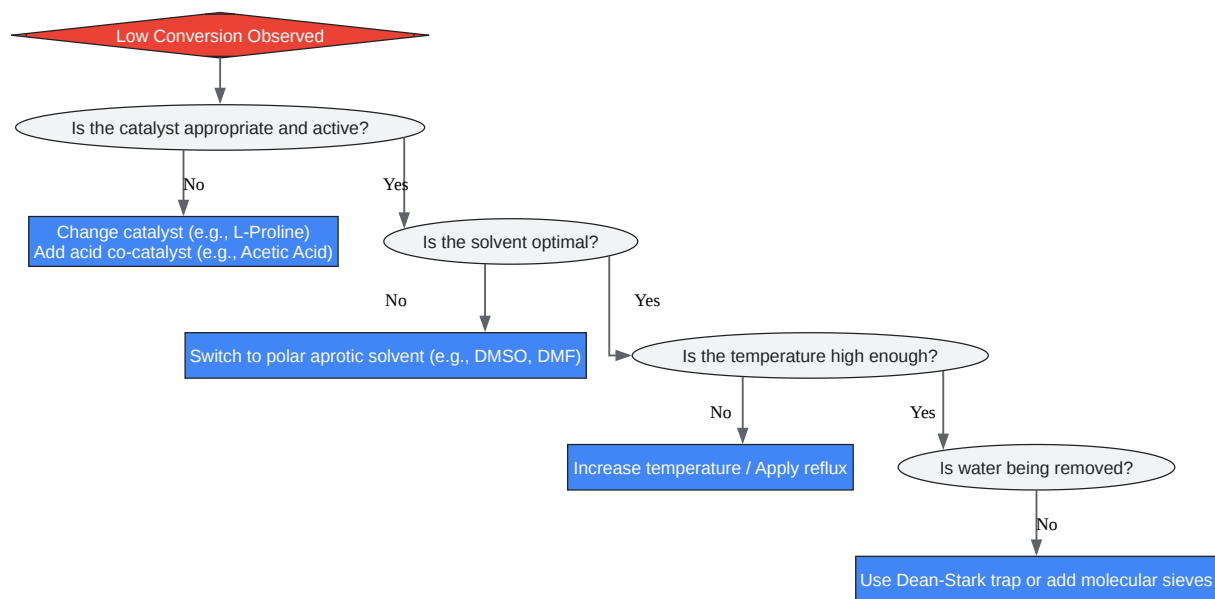 Low Conversion Observed
Is the catalyst appropriate and active?
No
Yes
Change catalyst (e.g., L-Proline)
Add acid co-catalyst (e.g., Acetic Acid)
Is the solvent optimal?
No
Yes
Switch to polar aprotic solvent (e.g., DMSO, DMF)
Is the temperature high enough?
No
Yes
Increase temperature / Apply reflux
Is water being removed?
No
Use Dean-Stark trap or add molecular sieves